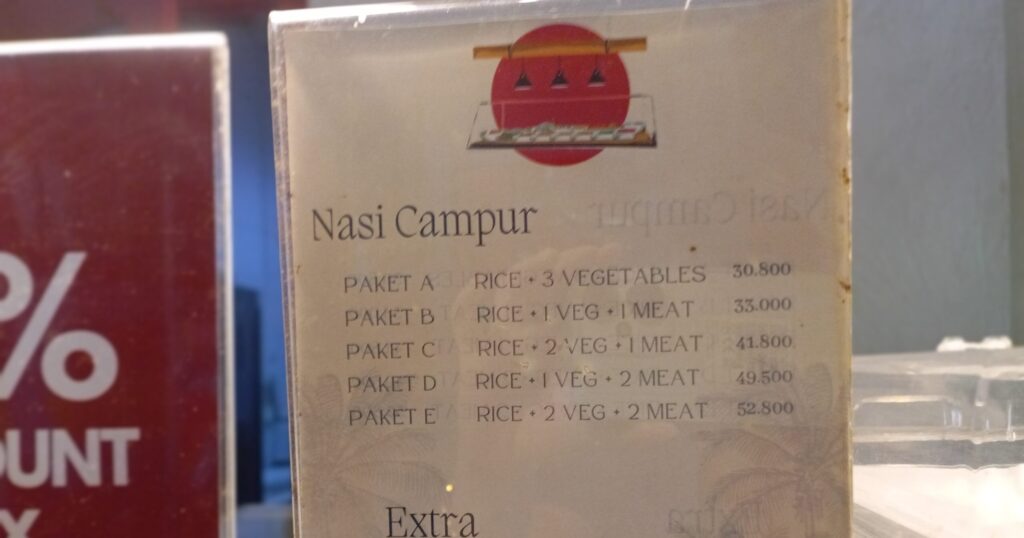 %
OUNT
X
Nasi Campur
PAKET A RICE + 3 VEGETABLES 30.800
PAKET B RICE + 1 VEG + 1 MEAT 33.000
PAKET C RICE + 2 VEG + 1 MEAT 41.800
PAKET D RICE + 1 VEG + 2 MEAT 49.500
PAKET E RICE + 2 VEG + 2 MEAT 52.800
Extra